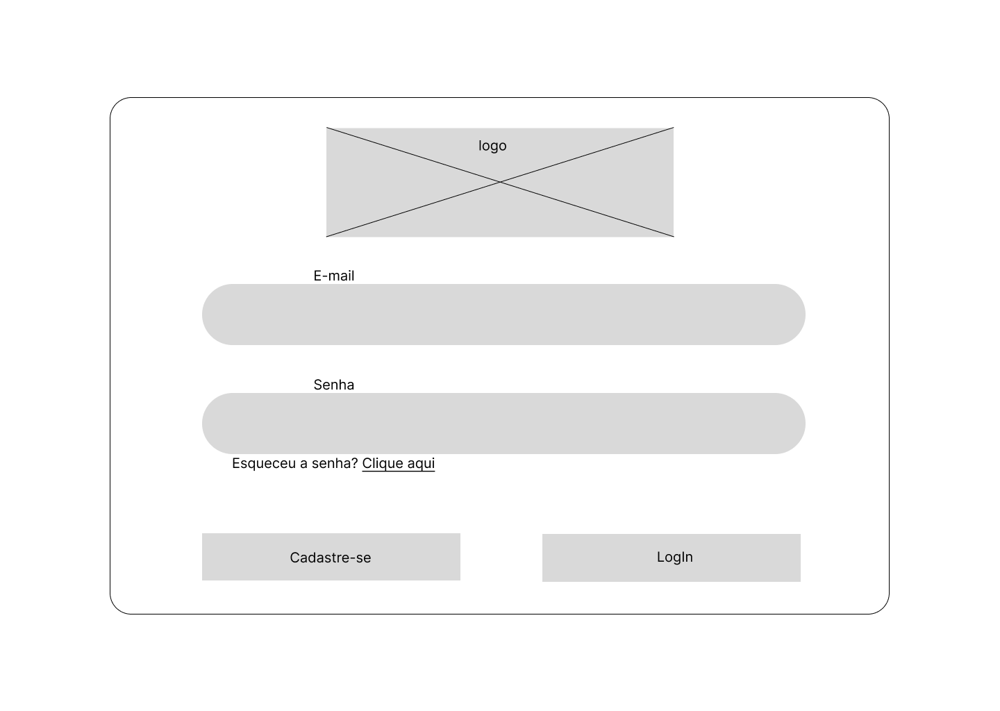 logo
E-mail
Senha
Esqueceu a senha? Clique aqui
Cadastre-se
LogIn